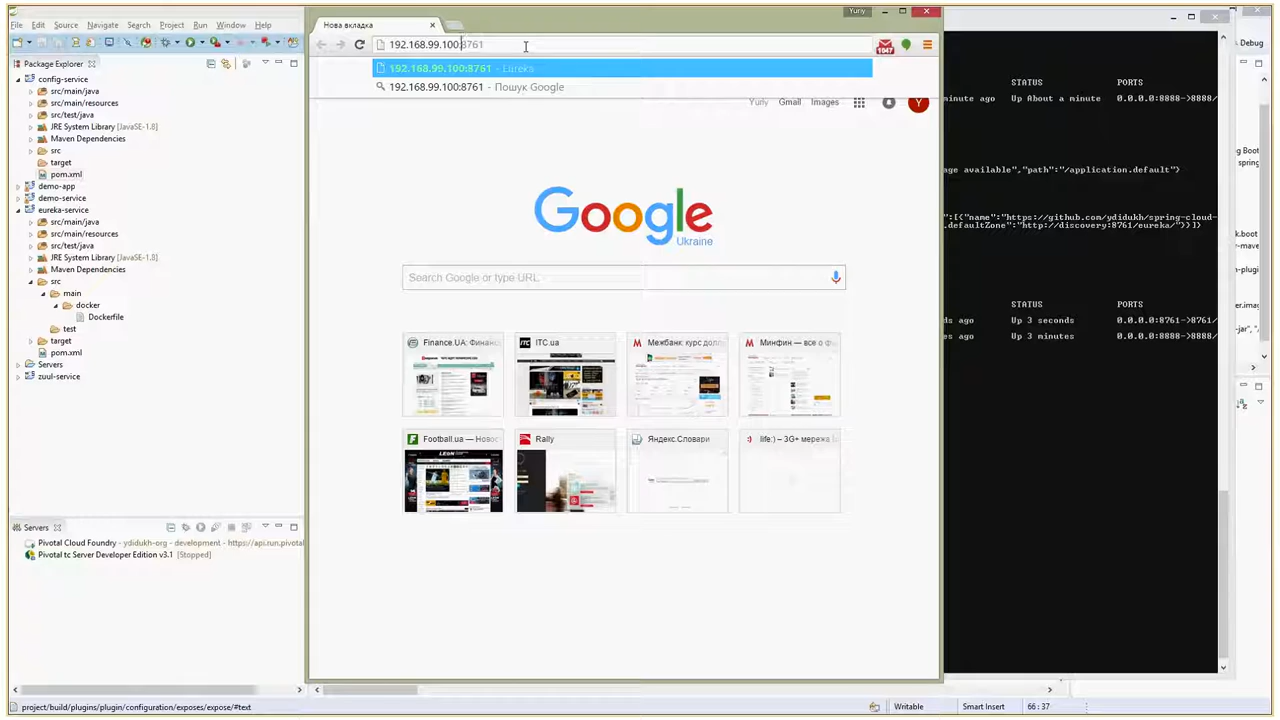 File Edit Source Navigate Search Project Run Window Help
Package Explorer
config-service
src/main/java
src/main/resources
src/test/java
JRE System Library [JavaSE-1.8]
Maven Dependencies
src
target
pom.xml
demo-app
demo-service
eureka-service
src/main/java
src/main/resources
src/test/java
JRE System Library [JavaSE-1.8]
Maven Dependencies
src
main
docker
Dockerfile
test
target
pom.xml
Servers
zuul-service
Servers
Pivotal Cloud Foundry - ydidukh-org - development - https://api.run.pivotal
Pivotal tc Server Developer Edition v3.1 [Stopped]
project/build/plugins/plugin/configuration/exposes/expose/#text
Writable
Smart Insert
66 : 37
Нова вкладка
Yuriy
192.168.99.100:8761
1047
192.168.99.100:8761 - Eureka
192.168.99.100:8761 - Пошук Google
Yuriy Gmail Images
Y
Google
Ukraine
Search Google or type URL
Finance.UA: Финанс
ITC.ua
Межбанк: курс долл
Минфин — все о фи
Football.ua — Новос
Rally
Яндекс.Словари
life:) – 3G+ мережа
STATUS PORTS
minute ago Up About a minute 0.0.0.0:8888->8888/
ge available","path":"/application.default"}
":[{"name":"https://github.com/ydidukh/spring-cloud-
.defaultZone":"http://discovery:8761/eureka/"}}]}
STATUS PORTS
ds ago Up 3 seconds 0.0.0.0:8761->8761/
es ago Up 3 minutes 0.0.0.0:8888->8888/
Debug